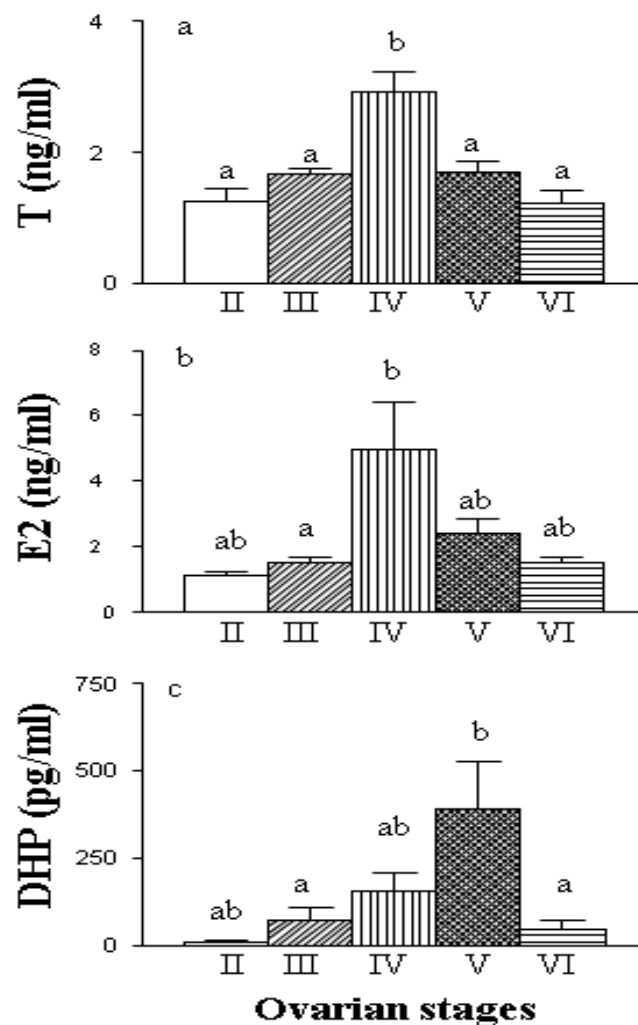 a
T (ng/ml)
4
2
0
a
a
b
a
a
II III IV V VI
b
E2 (ng/ml)
8
6
4
2
0
ab
a
b
ab
ab
II III IV V VI
c
DHP (pg/ml)
750
500
250
0
ab
a
ab
b
a
II III IV V VI
Ovarian stages